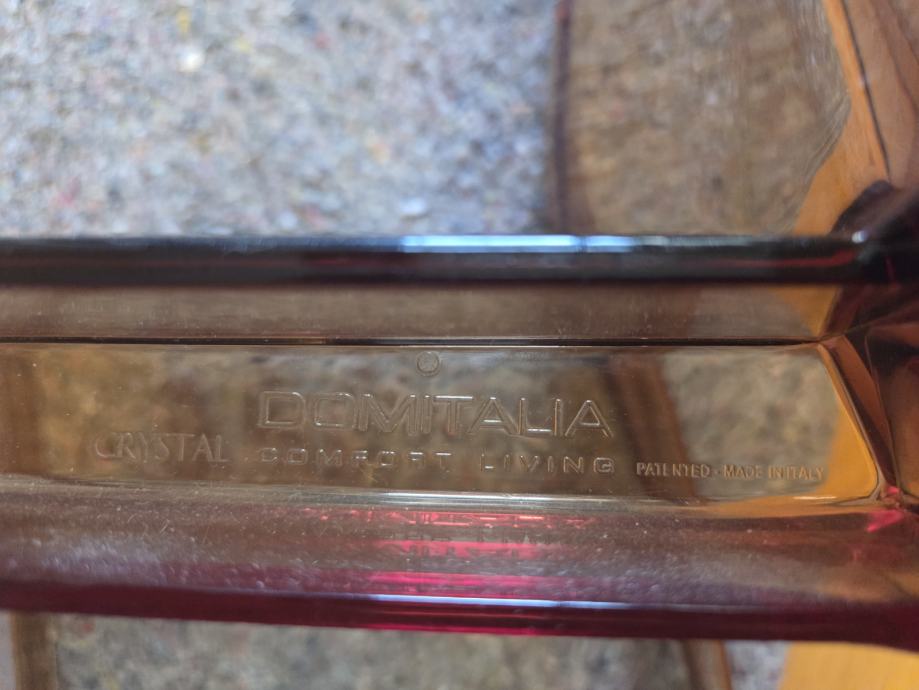 DOMITALIA
CRYSTAL
COMFORT LIVING
PATENTED - MADE IN ITALY